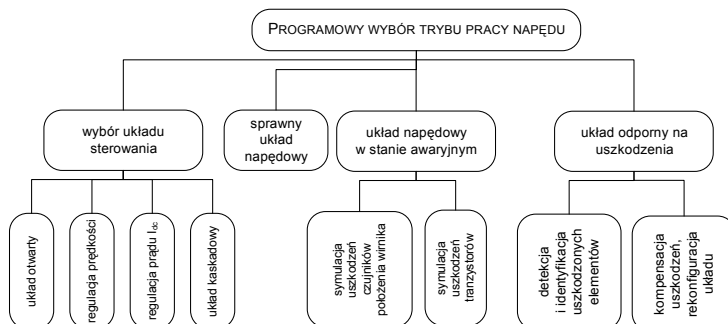 PROGRAMOWY WYBÓR TRYBU PRACY NAPĘDU
wybór układu
sterowania
sprawny
układ
napędowy
układ napędowy
w stanie awaryjnym
układ odporny na
uszkodzenia
układ otwarty
regulacja prędkości
regulacja prądu Idc
układ kaskadowy
symulacja
uszkodzeń
czujników
położenia wirnika
symulacja
uszkodzeń
tranzystorów
detekcja
i identyfikacja
uszkodzonych
elementów
kompensacja
uszkodzeń,
rekonfiguracja
układu